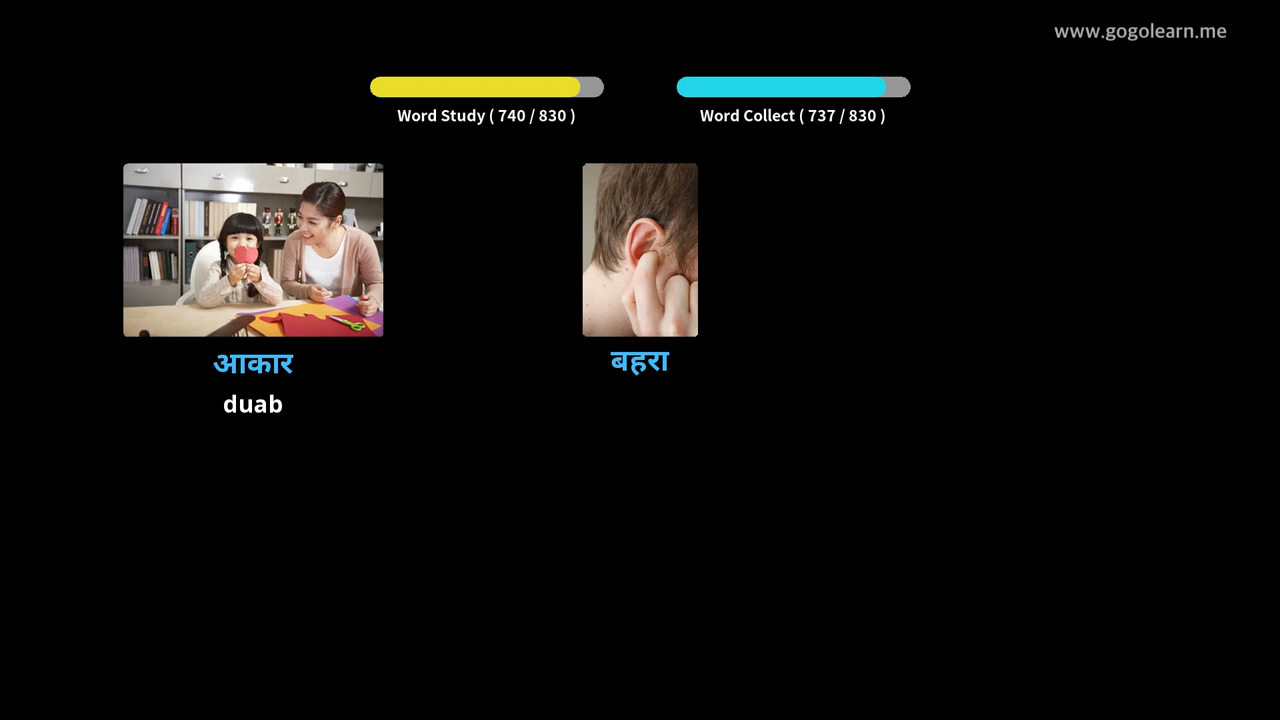 www.gogolearn.me
Word Study ( 740 / 830 )
Word Collect ( 737 / 830 )
आकार
duab
बहरा